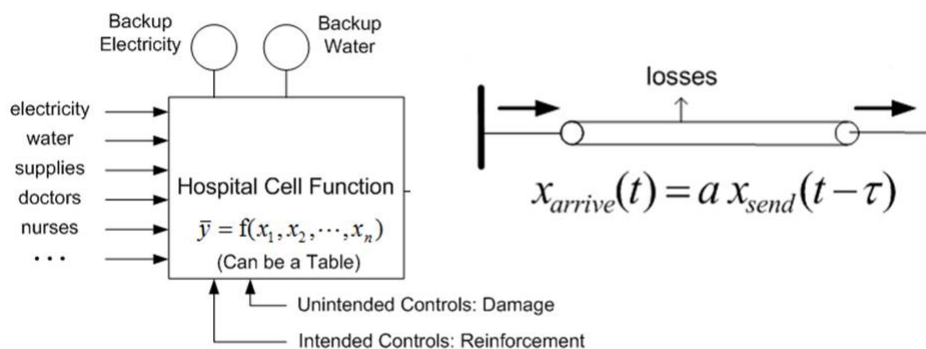 Backup
Electricity
Backup
Water
electricity
water
supplies
doctors
nurses
...
Hospital Cell Function
ȳ = f(x₁, x₂, ⋯, xₙ)
(Can be a Table)
Unintended Controls: Damage
Intended Controls: Reinforcement
losses
x_arrive(t) = a x_send(t − τ)